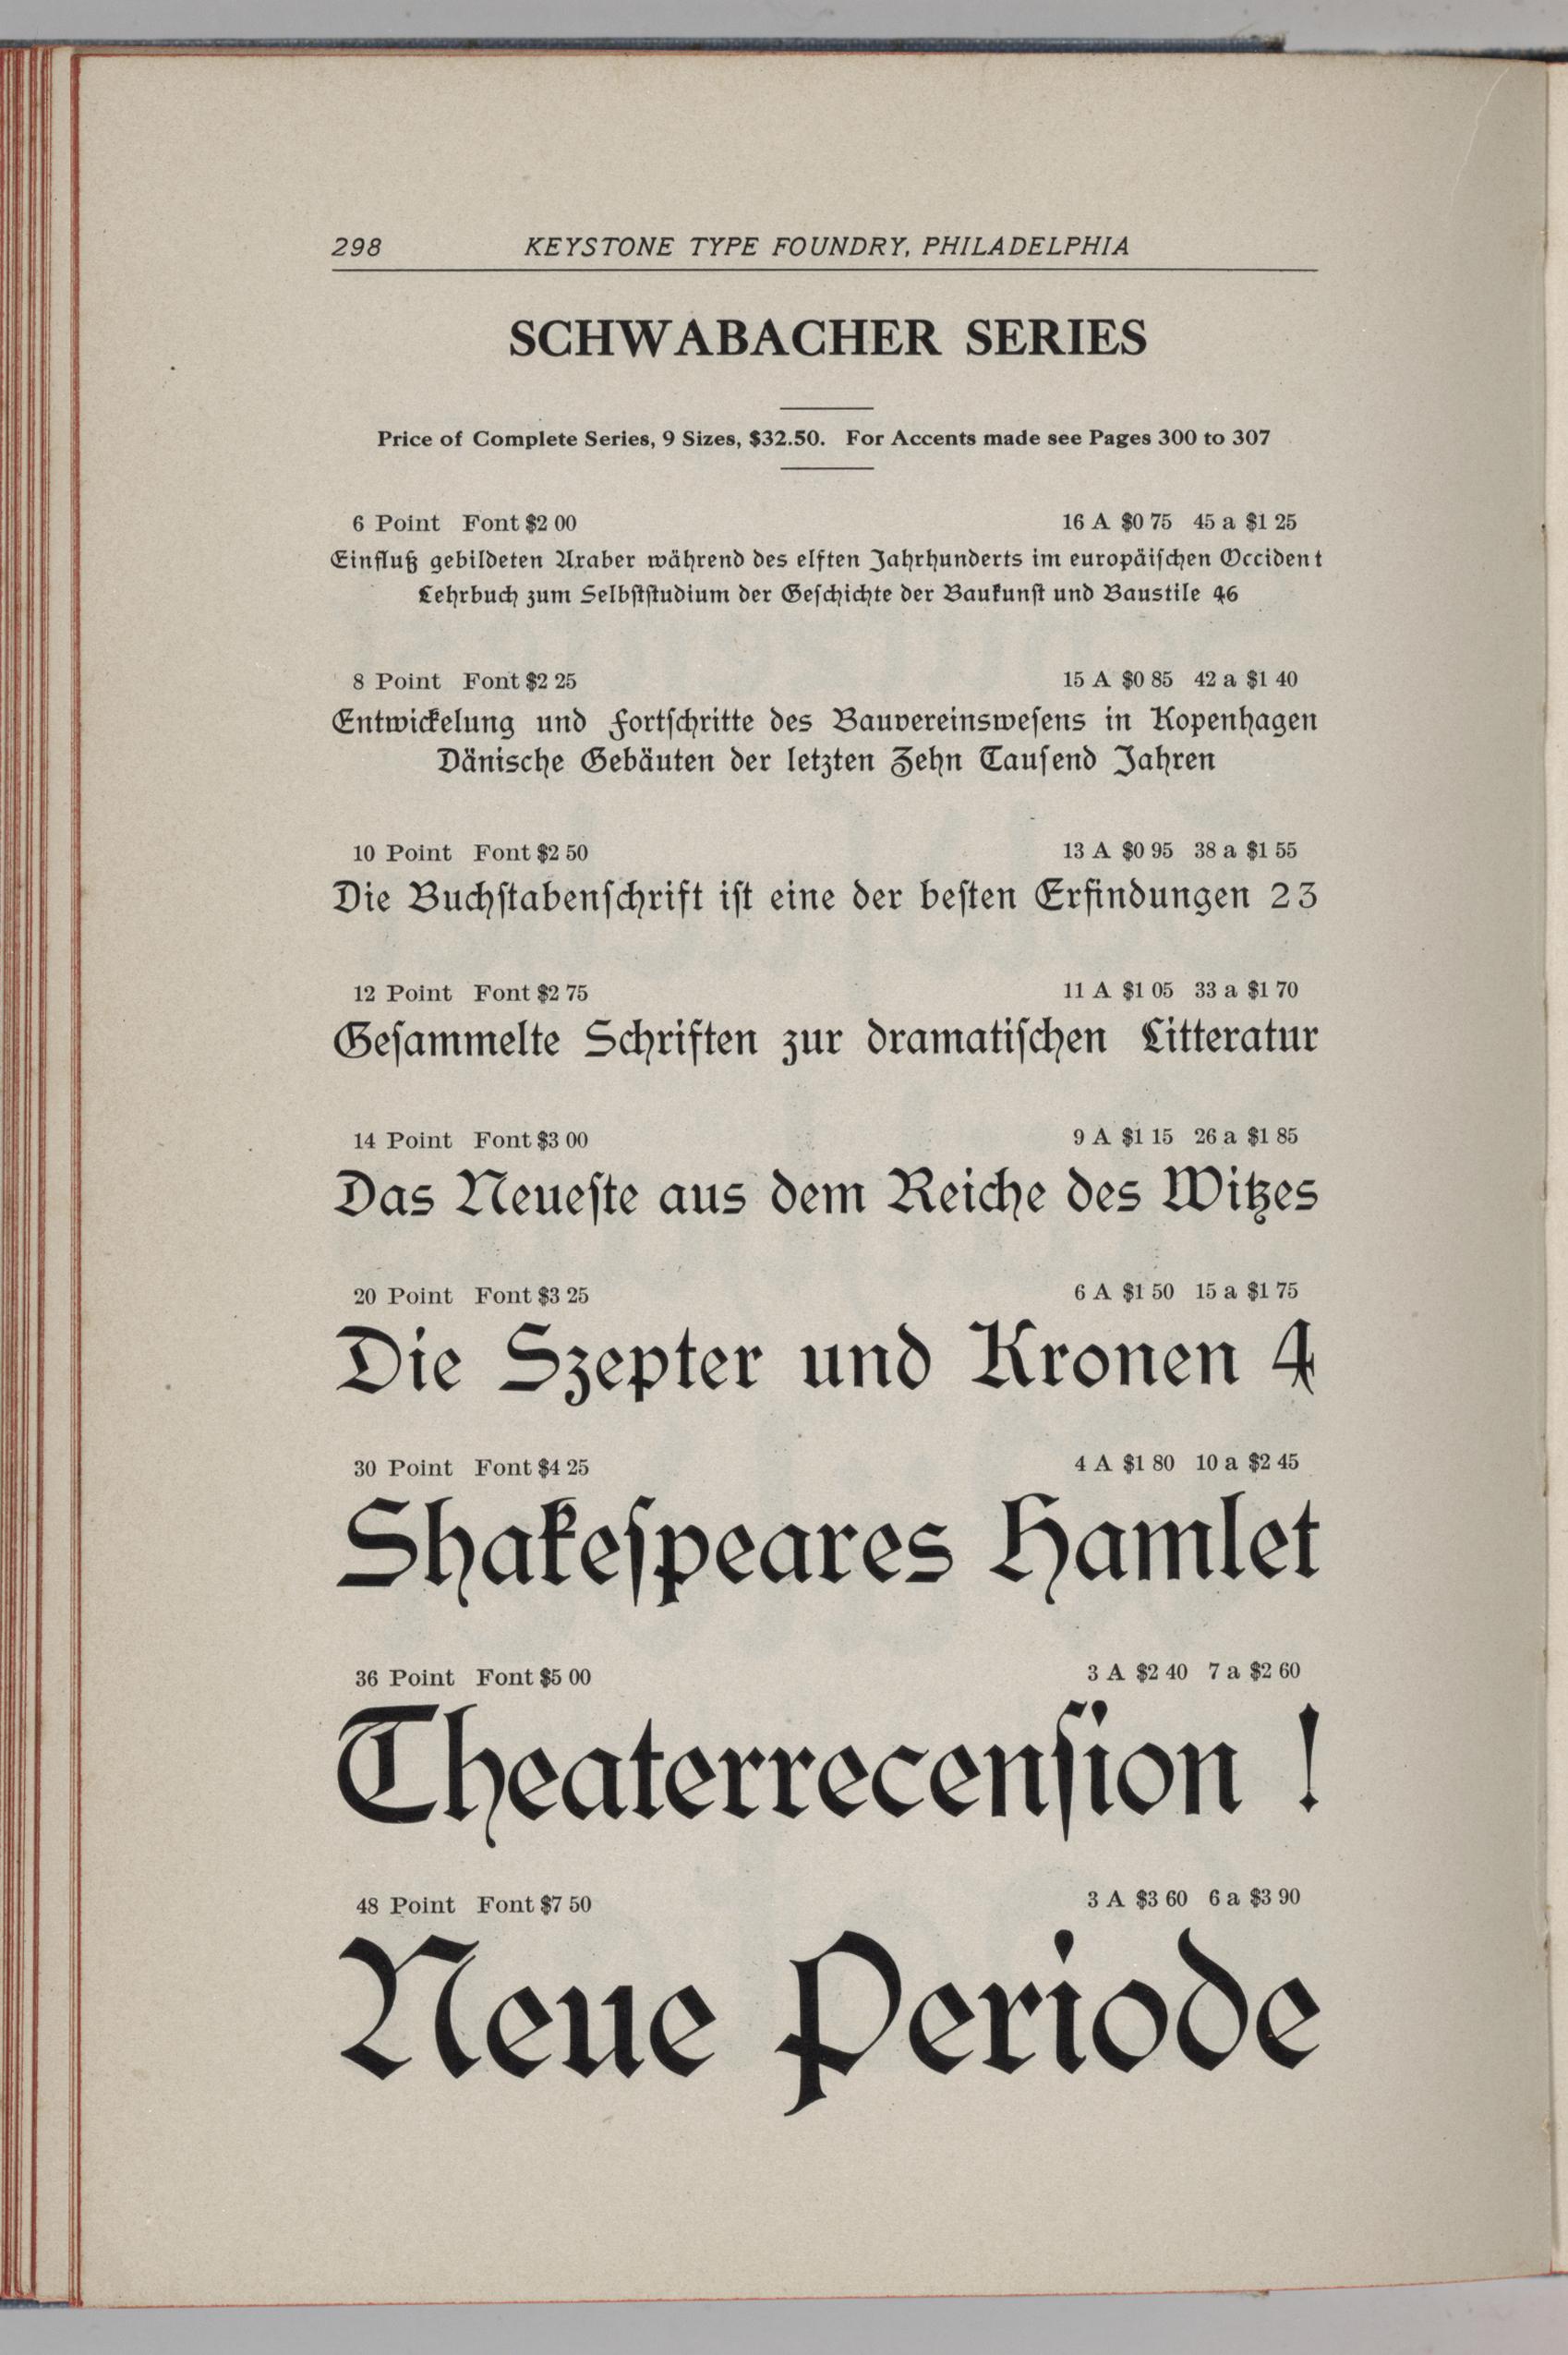 298 KEYSTONE TYPE FOUNDRY, PHILADELPHIA
SCHWABACHER SERIES
Price of Complete Series, 9 Sizes, $32.50. For Accents made see Pages 300 to 307
6 Point Font $2 00 16 A $0 75 45 a $1 25
Einfluß gebildeten Araber während des elften Jahrhunderts im europäiſchen Occident
Lehrbuch zum Selbſtſtudium der Geſchichte der Baukunſt und Baustile 46
8 Point Font $2 25 15 A $0 85 42 a $1 40
Entwickelung und Fortſchritte des Bauvereinsweſens in Kopenhagen
Dänische Gebäuten der letzten Zehn Tauſend Jahren
10 Point Font $2 50 13 A $0 95 38 a $1 55
Die Buchſtabenſchrift iſt eine der beſten Erfindungen 23
12 Point Font $2 75 11 A $1 05 33 a $1 70
Geſammelte Schriften zur dramatiſchen Litteratur
14 Point Font $3 00 9 A $1 15 26 a $1 85
Das Neueſte aus dem Reiche des Witzes
20 Point Font $3 25 6 A $1 50 15 a $1 75
Die Szepter und Kronen 4
30 Point Font $4 25 4 A $1 80 10 a $2 45
Shakeſpeares Hamlet
36 Point Font $5 00 3 A $2 40 7 a $2 60
Theaterrecenſion !
48 Point Font $7 50 3 A $3 60 6 a $3 90
Neue Periode